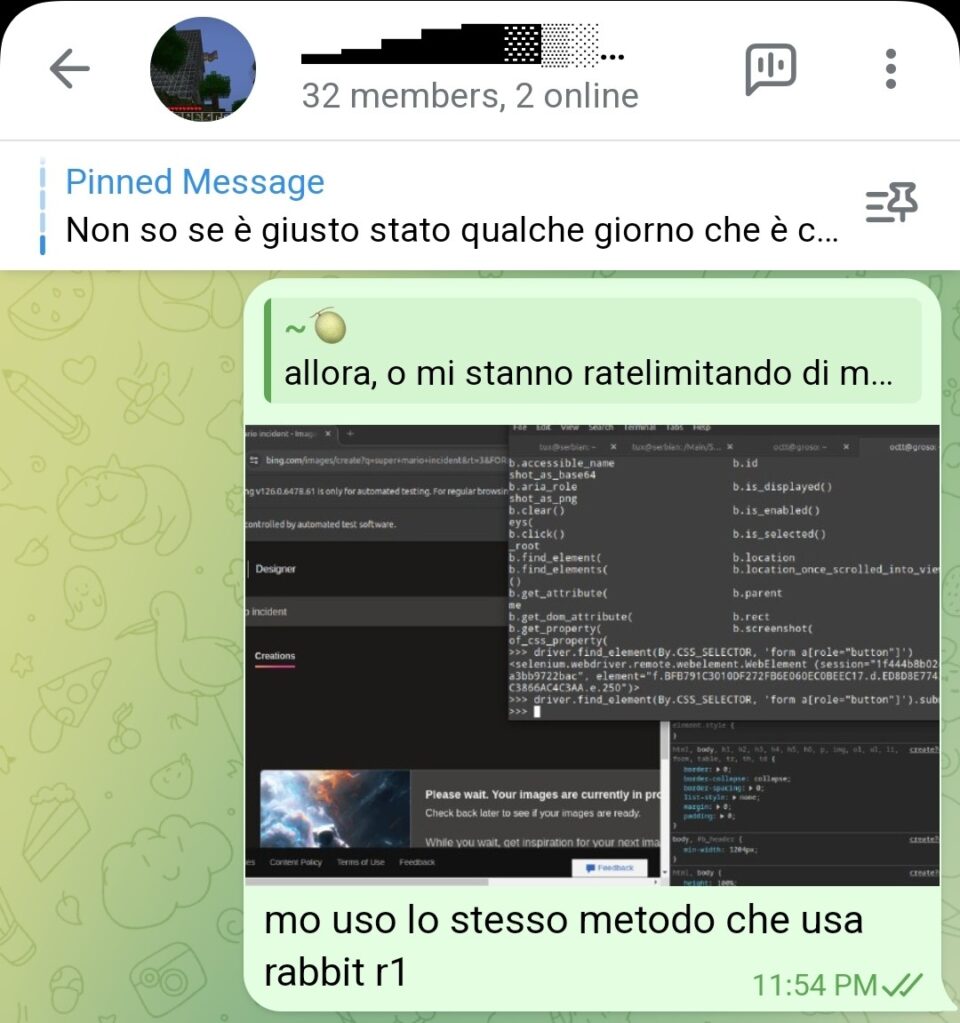 32 members, 2 online
Pinned Message
Non so se è giusto stato qualche giorno che è c...
~
allora, o mi stanno ratelimitando di m...
rio incident - Imag
File Edit View Search Terminal Tabs Help
tux@serbian: ~
tux@serbian: /Main/S...
octt@groso: ~
octt@groso:
bing.com/images/create?q=super+mario+incident&rt=3&FOR
ng v126.0.6478.61 is only for automated testing. For regular browsin
controlled by automated test software.
Designer
o incident
Creations
b.accessible_name b.id
shot_as_base64
b.aria_role b.is_displayed()
shot_as_png
b.clear() b.is_enabled()
eys(
b.click() b.is_selected()
_root
b.find_element( b.location
b.find_elements( b.location_once_scrolled_into_vie
()
b.get_attribute( b.parent
me
b.get_dom_attribute( b.rect
b.get_property( b.screenshot(
of_css_property(
>>> driver.find_element(By.CSS_SELECTOR, 'form a[role="button"]')
<selenium.webdriver.remote.webelement.WebElement (session="1f444b8b02
a3bb9722bac", element="f.BFB791C3010DF272FB6E060EC0BEEC17.d.ED8D8E774
C3866AC4C3AA.e.250")>
>>> driver.find_element(By.CSS_SELECTOR, 'form a[role="button"]').sub
>>>
Please wait. Your images are currently in pro
Check back later to see if your images are ready.
While you wait, get inspiration for your next ima
es Content Policy Terms of Use Feedback
Feedback
element.style {
}
html, body, h1, h2, h3, h4, h5, h6, p, img, ol, ul, li, create?
form, table, tr, th, td {
border: 0;
border-collapse: collapse;
border-spacing: 0;
list-style: none;
margin: 0;
padding: 0;
}
body, #b_header { create?
min-width: 1204px;
}
html, body { create?
height: 100%;
mo uso lo stesso metodo che usa
rabbit r1
11:54 PM